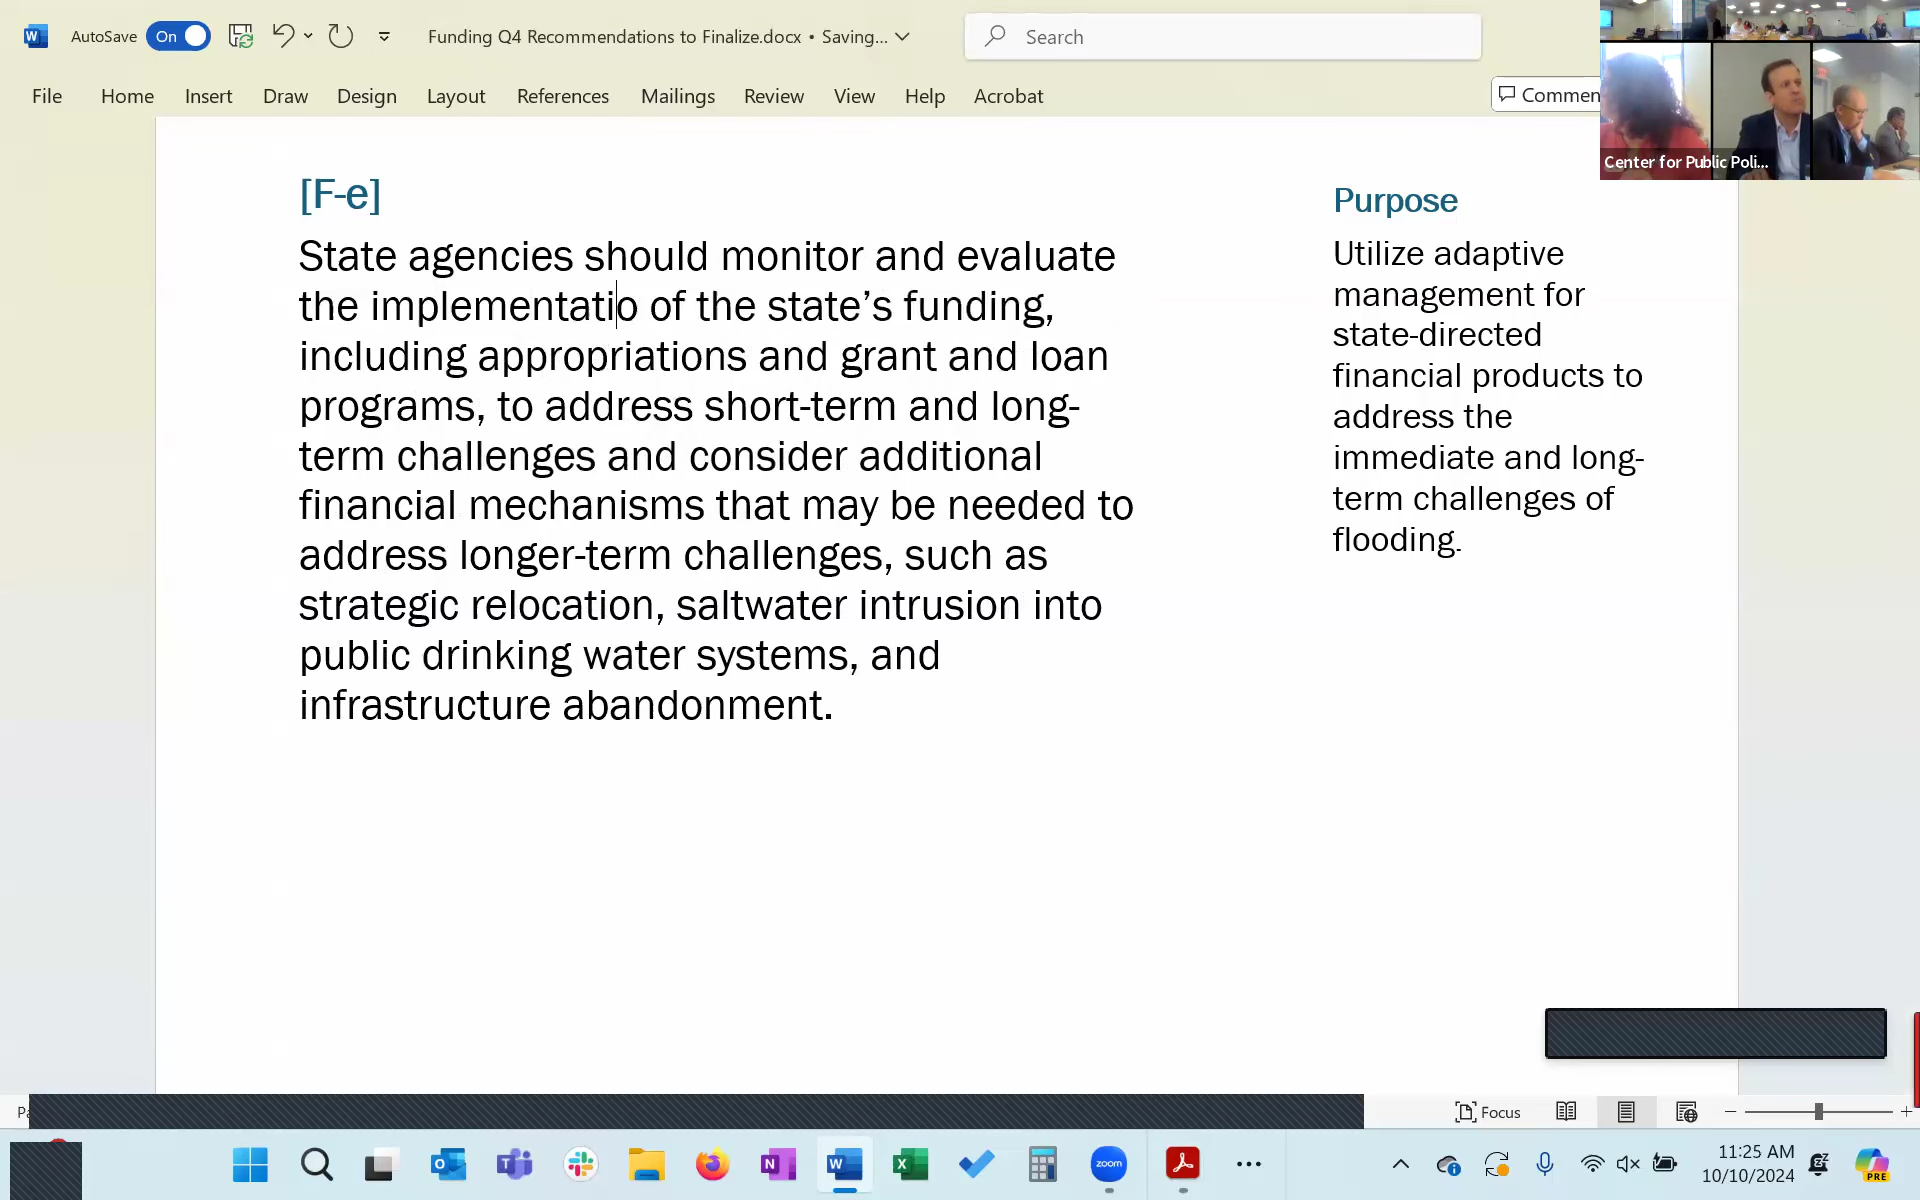 AutoSave On Funding Q4 Recommendations to Finalize.docx • Saving... Search
File Home Insert Draw Design Layout References Mailings Review View Help Acrobat
Center for Public Poli...
[F-e]
State agencies should monitor and evaluate
the implementatio of the state's funding,
including appropriations and grant and loan
programs, to address short-term and long-
term challenges and consider additional
financial mechanisms that may be needed to
address longer-term challenges, such as
strategic relocation, saltwater intrusion into
public drinking water systems, and
infrastructure abandonment.
Purpose
Utilize adaptive
management for
state-directed
financial products to
address the
immediate and long-
term challenges of
flooding.
Focus
zoom
11:25 AM
10/10/2024
PRE